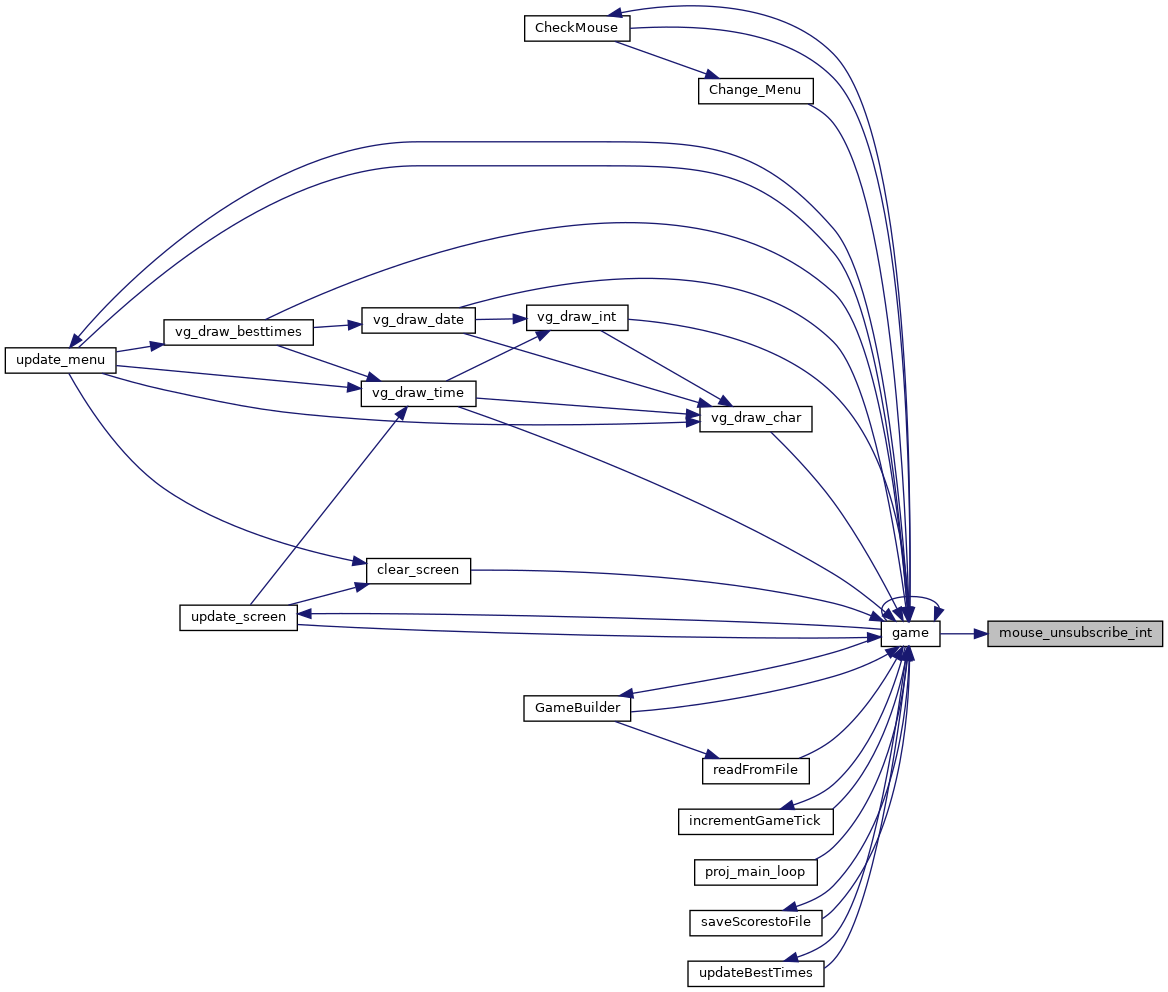 CheckMouse
Change_Menu
vg_draw_int
vg_draw_date
vg_draw_besttimes
update_menu
vg_draw_time
vg_draw_char
clear_screen
update_screen
game
mouse_unsubscribe_int
GameBuilder
readFromFile
incrementGameTick
proj_main_loop
saveScorestoFile
updateBestTimes